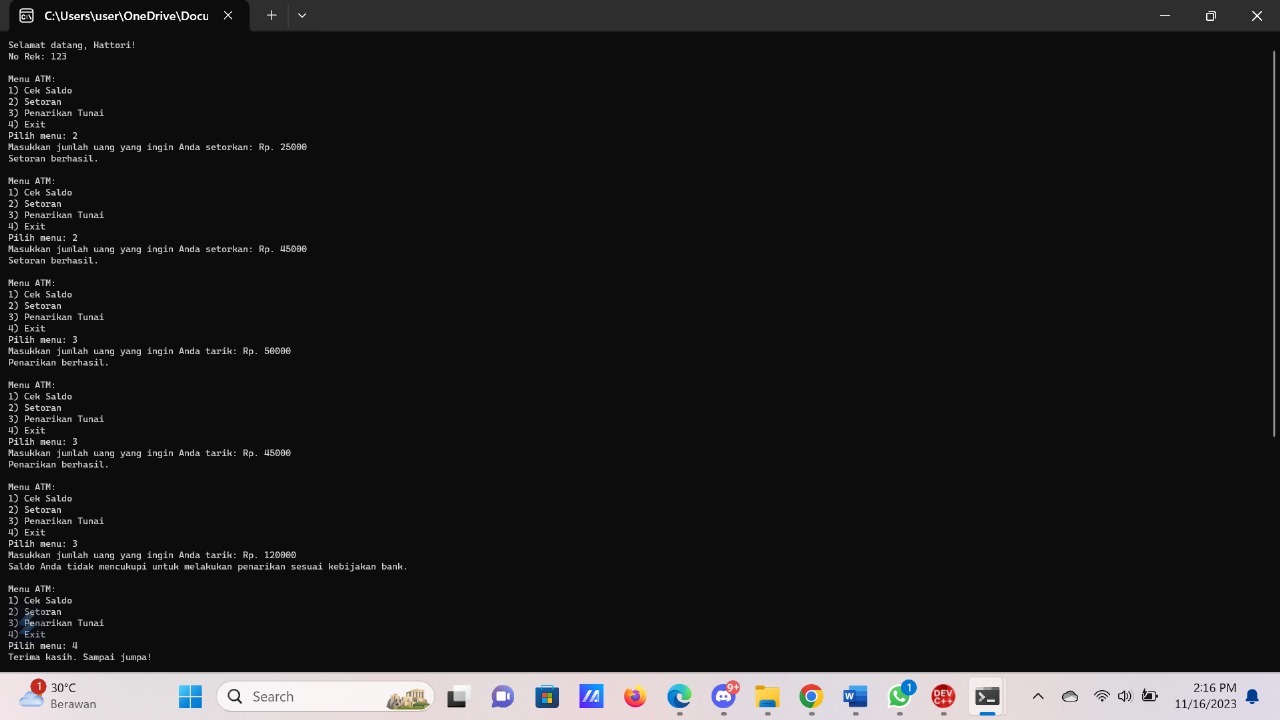 C:\Users\user\OneDrive\Docu
Selamat datang, Hattori!
No Rek: 123
Menu ATM:
1) Cek Saldo
2) Setoran
3) Penarikan Tunai
4) Exit
Pilih menu: 2
Masukkan jumlah uang yang ingin Anda setorkan: Rp. 25000
Setoran berhasil.
Menu ATM:
1) Cek Saldo
2) Setoran
3) Penarikan Tunai
4) Exit
Pilih menu: 2
Masukkan jumlah uang yang ingin Anda setorkan: Rp. 45000
Setoran berhasil.
Menu ATM:
1) Cek Saldo
2) Setoran
3) Penarikan Tunai
4) Exit
Pilih menu: 3
Masukkan jumlah uang yang ingin Anda tarik: Rp. 50000
Penarikan berhasil.
Menu ATM:
1) Cek Saldo
2) Setoran
3) Penarikan Tunai
4) Exit
Pilih menu: 3
Masukkan jumlah uang yang ingin Anda tarik: Rp. 45000
Penarikan berhasil.
Menu ATM:
1) Cek Saldo
2) Setoran
3) Penarikan Tunai
4) Exit
Pilih menu: 3
Masukkan jumlah uang yang ingin Anda tarik: Rp. 120000
Saldo Anda tidak mencukupi untuk melakukan penarikan sesuai kebijakan bank.
Menu ATM:
1) Cek Saldo
2) Setoran
3) Penarikan Tunai
4) Exit
Pilih menu: 4
Terima kasih. Sampai jumpa!
1
30°C
Berawan
Search
9+
W
1
DEV
C++
2:16 PM
11/16/2023